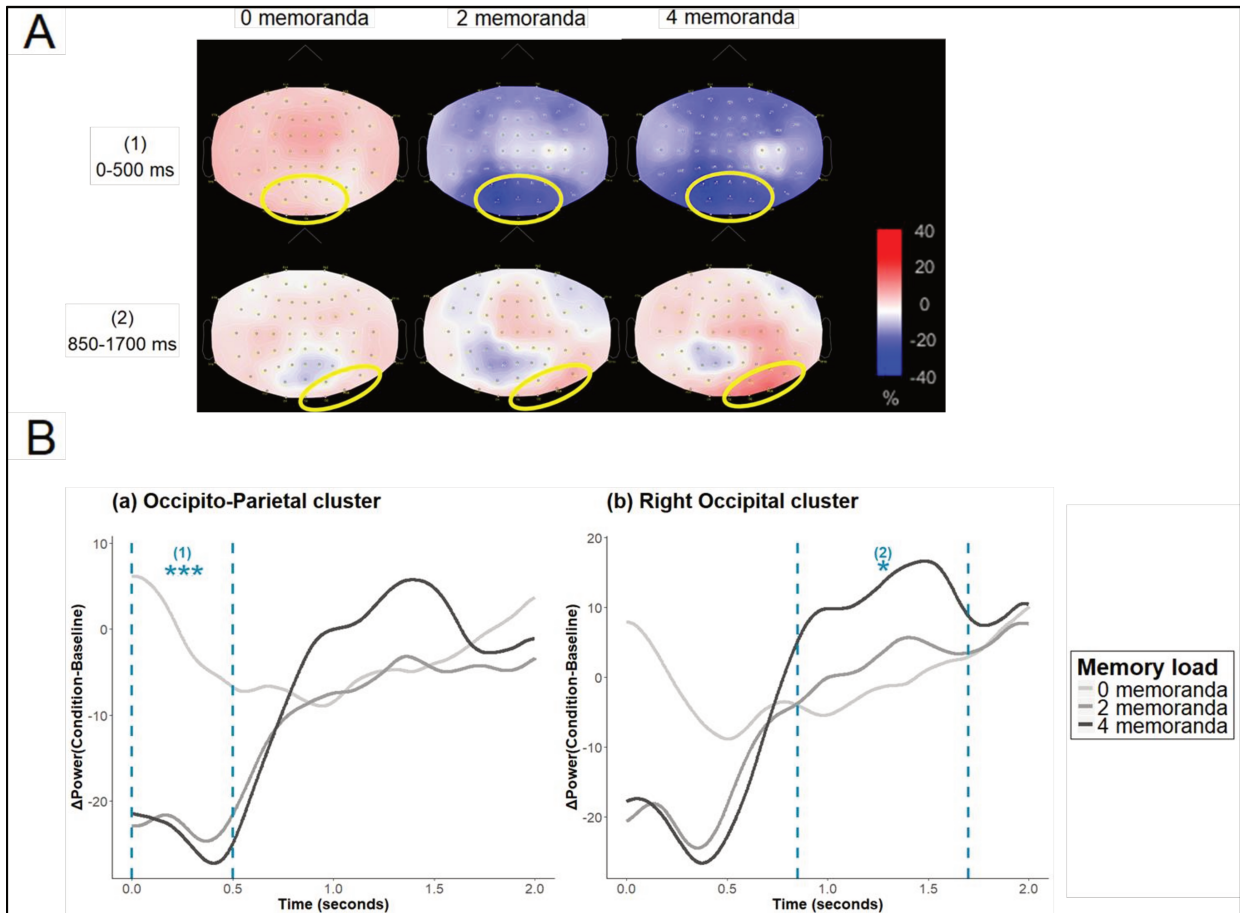 A
0 memoranda
2 memoranda
4 memoranda
(1)
0-500 ms
(2)
850-1700 ms
40
20
0
-20
-40
%
B
(a) Occipito-Parietal cluster
(1)
***
10
0
-10
-20
ΔPower(Condition-Baseline)
0.0
0.5
1.0
1.5
2.0
Time (seconds)
(b) Right Occipital cluster
(2)
*
20
10
0
-10
-20
ΔPower(Condition-Baseline)
0.0
0.5
1.0
1.5
2.0
Time (seconds)
Memory load
0 memoranda
2 memoranda
4 memoranda